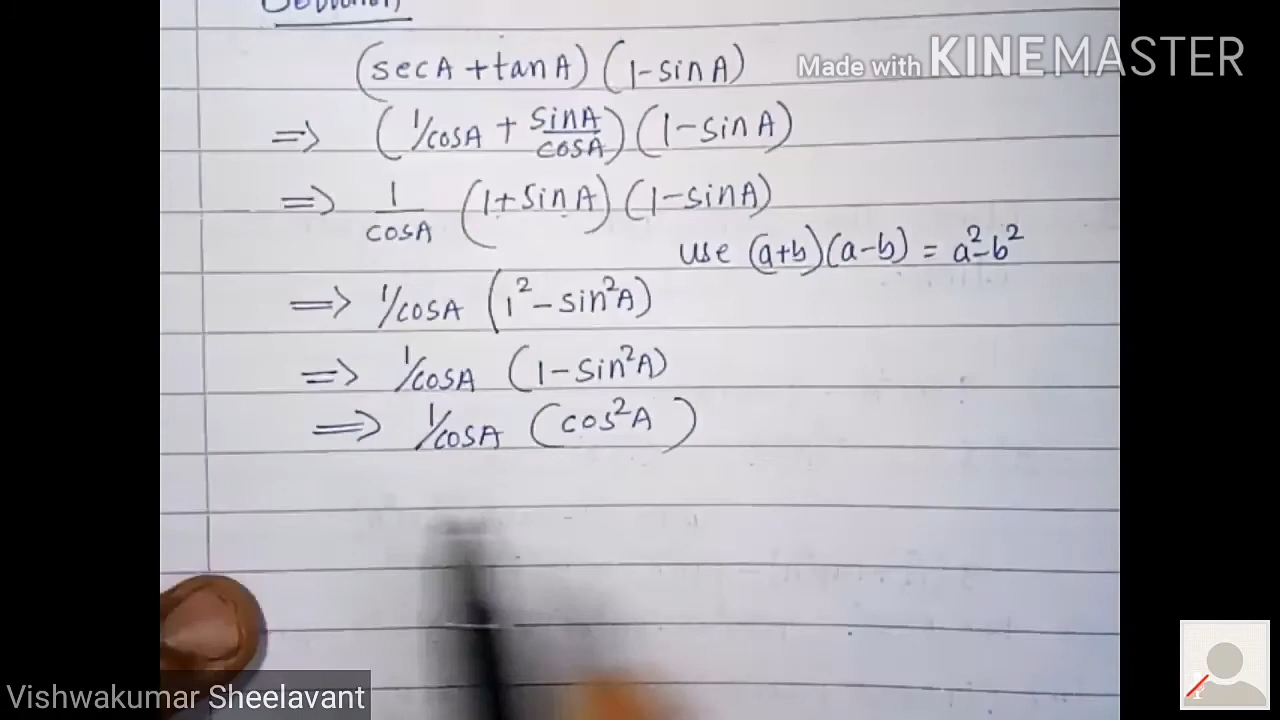 (secA + tanA) (1-sinA)
Made with KINEMASTER
=> (1/cosA + sinA/cosA) (1-sinA)
=> 1/cosA (1+sinA) (1-sinA)
use (a+b)(a-b) = a²-b²
=> 1/cosA (1² - sin²A)
=> 1/cosA (1 - sin²A)
=> 1/cosA (cos²A)
Vishwakumar Sheelavant